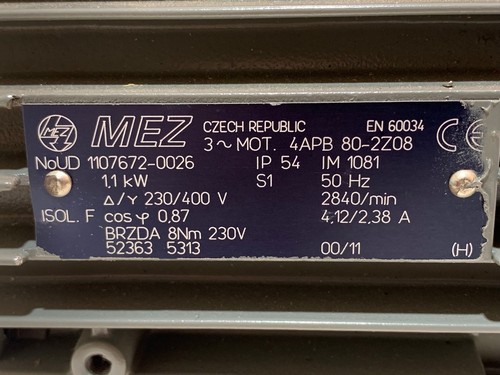 MEZ MEZ CZECH REPUBLIC EN 60034 CE
3~MOT. 4APB 80-2Z08
NoUD 1107672-0026 IP 54 IM 1081
1,1 kW S1 50 Hz
Δ/Y 230/400 V 2840/min
ISOL. F cos φ 0,87 4,12/2,38 A
BRZDA 8Nm 230V
52363 5313 00/11 (H)